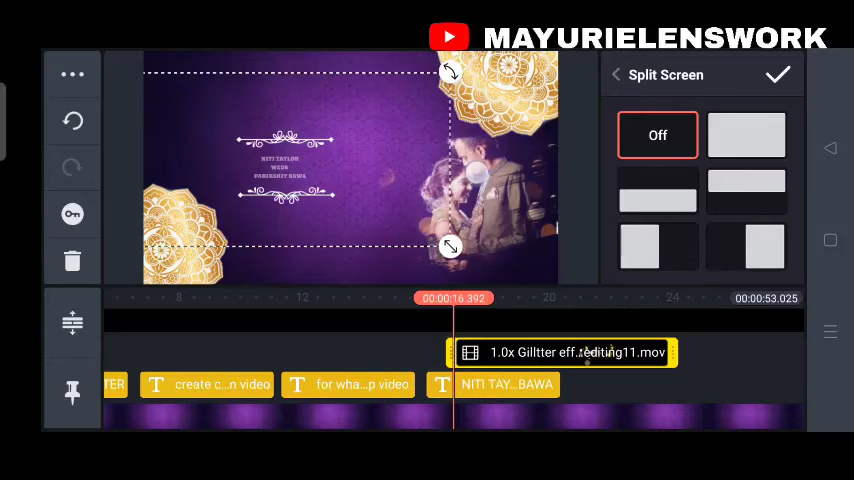 MAYURIELENSWORK
Split Screen
Off
NITI TAYLOR
WEDS
PARIKSHIT BAWA
8
12
00:00:16.392
20
24
00:00:53.025
1.0x Gilltter eff..editing11.mov
TER
T create c...n video
T for wha...p video
T NITI TAY...BAWA